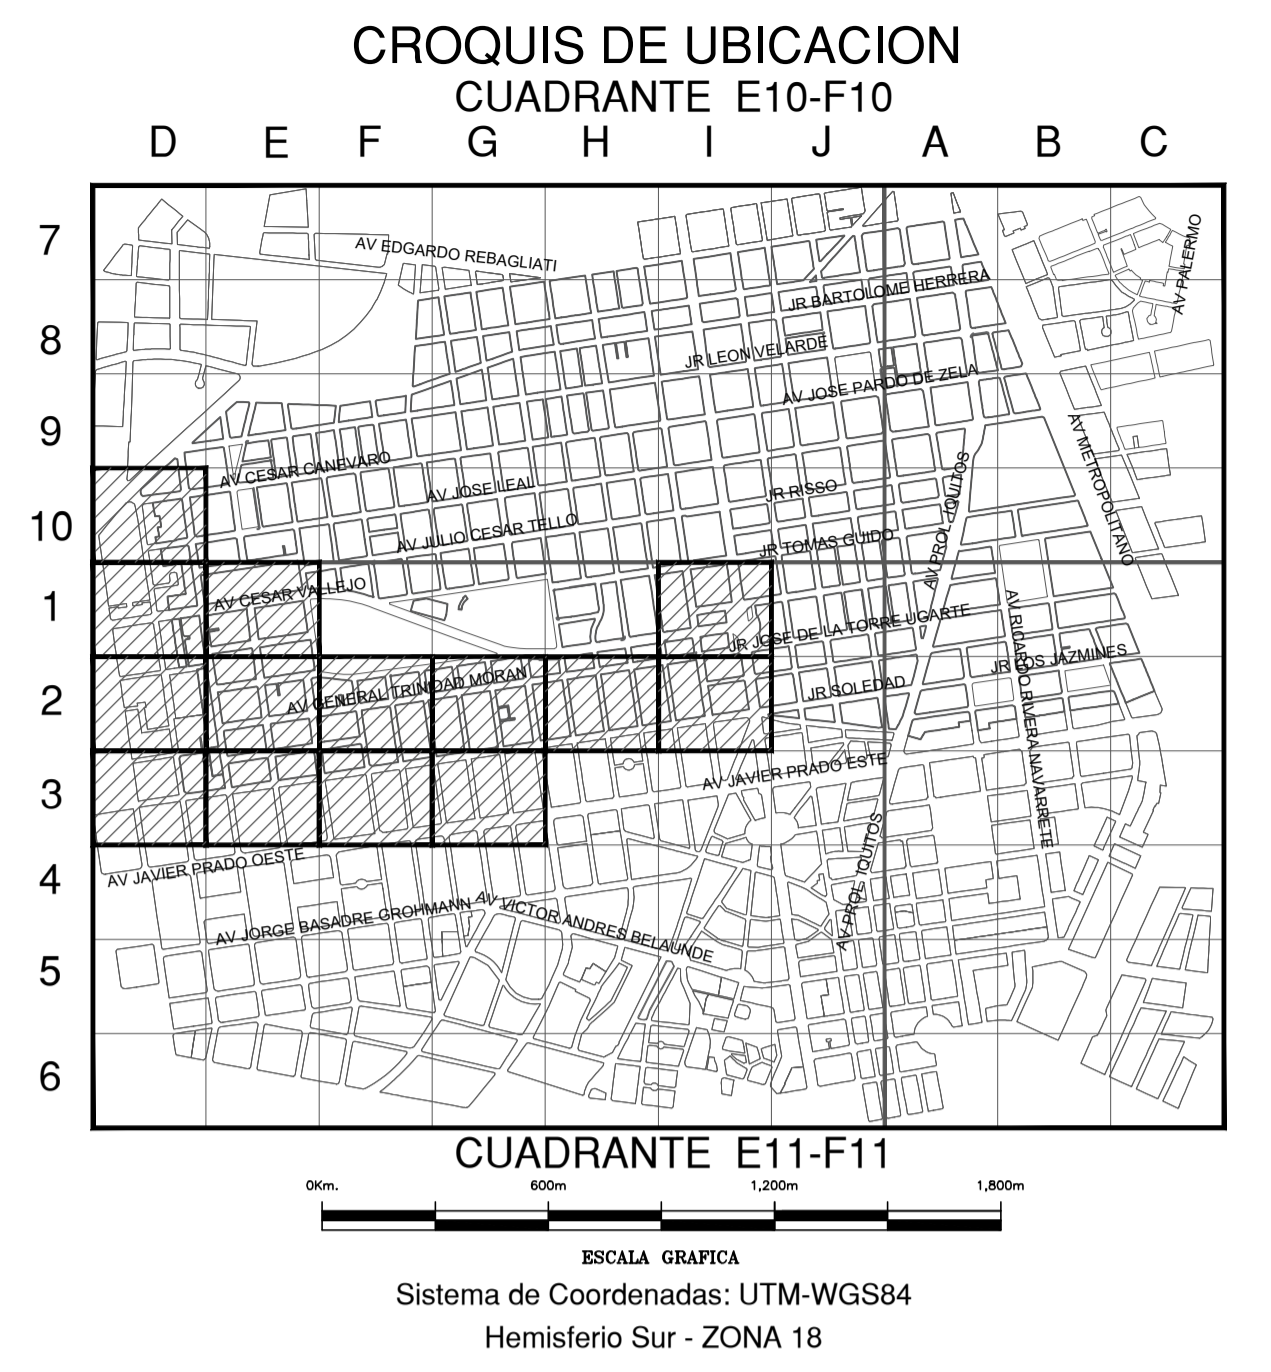 CROQUIS DE UBICACION
CUADRANTE E10-F10
D E F G H I J A B C
7
AV EDGARDO REBAGLIATI
AV PALERMO
JR BARTOLOME HERRERA
8
JR LEON VELARDE
AV JOSE PARDO DE ZELA
9
AV METROPOLITANO
AV CESAR CANEVARO
AV JOSE LEAL
JR RISSO
AV PROL IQUITOS
10
AV JULIO CESAR TELLO
JR TOMAS GUIDO
1
AV CESAR VALLEJO
JR JOSE DE LA TORRE UGARTE
AV RICARDO RIVERA NAVARRETE
JR LOS JAZMINES
2
AV GENERAL TRINIDAD MORAN
JR SOLEDAD
3
AV JAVIER PRADO ESTE
AV PROL IQUITOS
4
AV JAVIER PRADO OESTE
AV JORGE BASADRE GROHMANN
AV VICTOR ANDRES BELAUNDE
5
6
CUADRANTE E11-F11
0Km. 600m 1,200m 1,800m
ESCALA GRAFICA
Sistema de Coordenadas: UTM-WGS84
Hemisferio Sur - ZONA 18